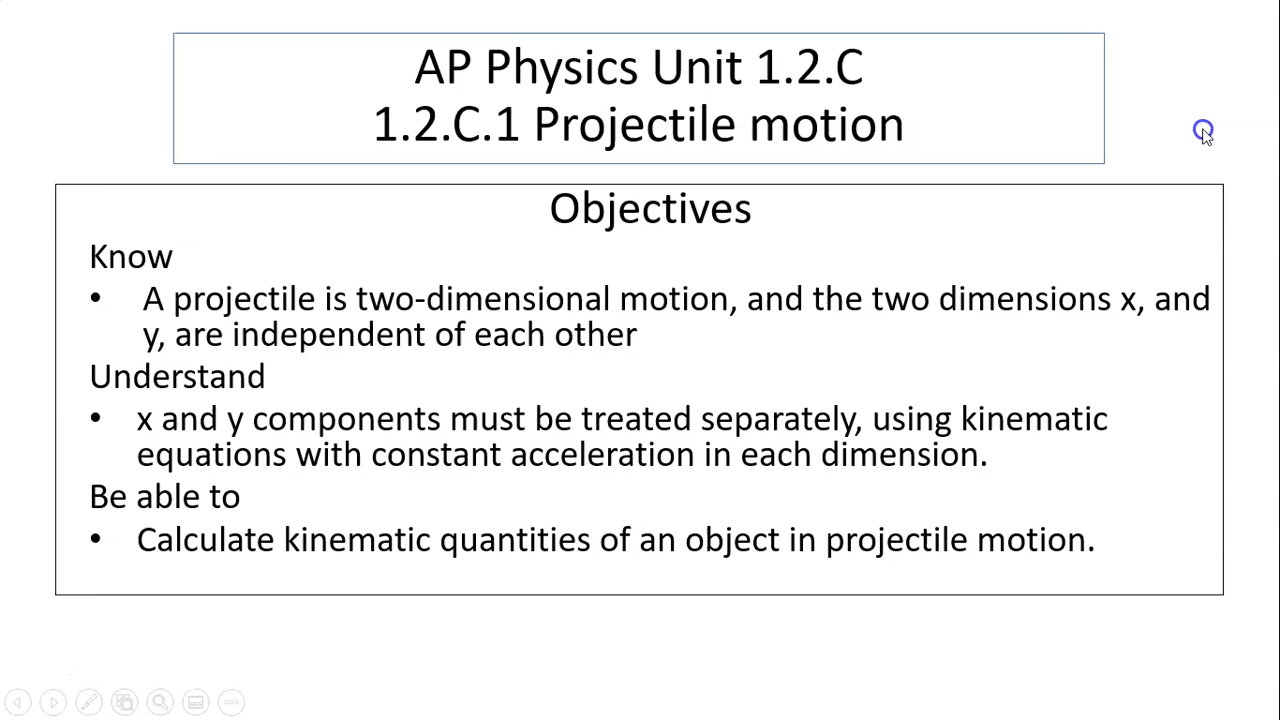 AP Physics Unit 1.2.C
1.2.C.1 Projectile motion
Objectives
Know
• A projectile is two-dimensional motion, and the two dimensions x, and
y, are independent of each other
Understand
• x and y components must be treated separately, using kinematic
equations with constant acceleration in each dimension.
Be able to
• Calculate kinematic quantities of an object in projectile motion.